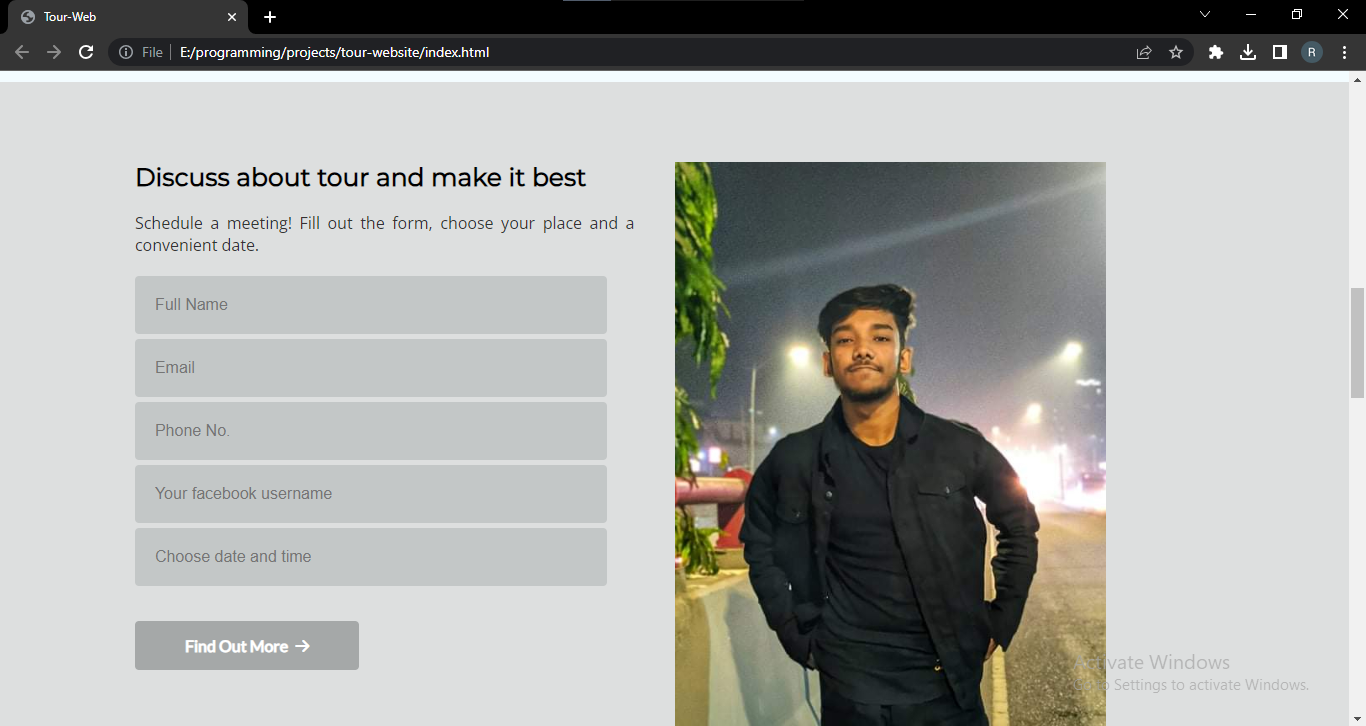 Tour-Web
File
E:/programming/projects/tour-website/index.html
R
Discuss about tour and make it best
Schedule a meeting! Fill out the form, choose your place and a
convenient date.
Full Name
Email
Phone No.
Your facebook username
Choose date and time
Find Out More →
Activate Windows
Go to Settings to activate Windows.